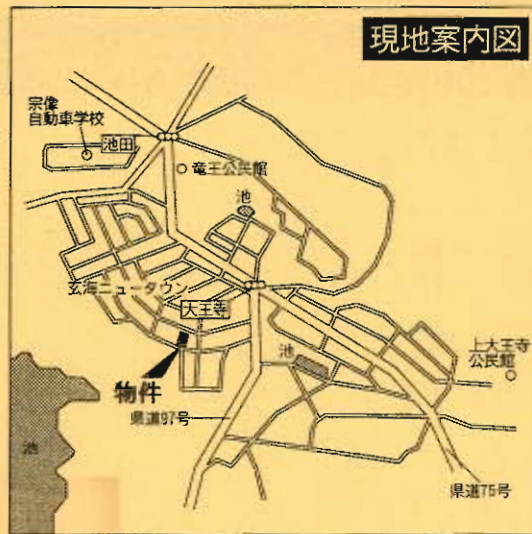 現地案内図
宗像
自動車学校
池田
竜王公民館
池
玄海ニュータウン
大王寺
池
上大王寺
公民館
物件
県道97号
池
県道75号